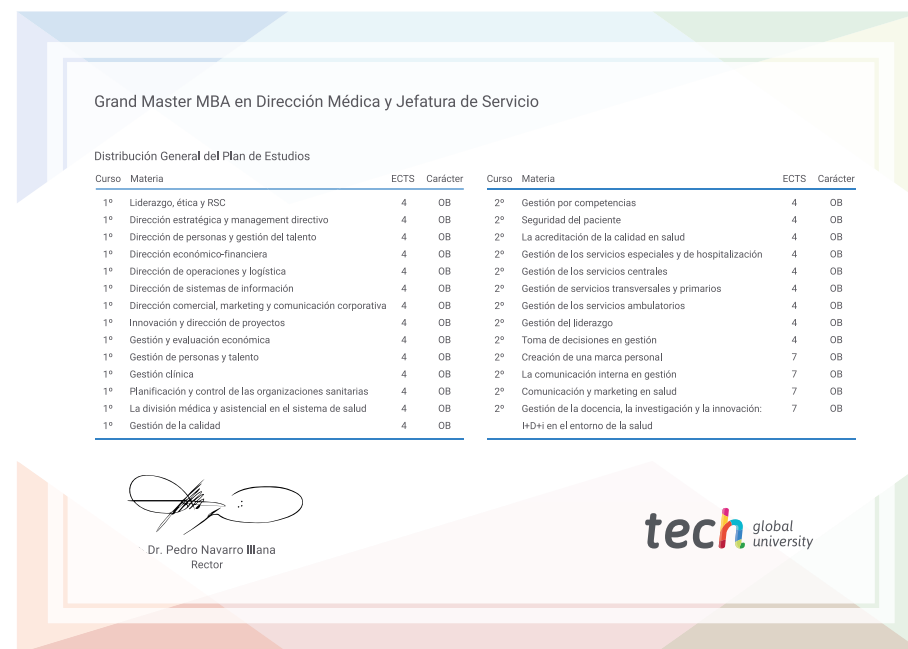 Grand Master MBA en Dirección Médica y Jefatura de Servicio
Distribución General del Plan de Estudios
Curso Materia ECTS Carácter
1º Liderazgo, ética y RSC 4 OB
1º Dirección estratégica y management directivo 4 OB
1º Dirección de personas y gestión del talento 4 OB
1º Dirección económico-financiera 4 OB
1º Dirección de operaciones y logística 4 OB
1º Dirección de sistemas de información 4 OB
1º Dirección comercial, marketing y comunicación corporativa 4 OB
1º Innovación y dirección de proyectos 4 OB
1º Gestión y evaluación económica 4 OB
1º Gestión de personas y talento 4 OB
1º Gestión clínica 4 OB
1º Planificación y control de las organizaciones sanitarias 4 OB
1º La división médica y asistencial en el sistema de salud 4 OB
1º Gestión de la calidad 4 OB
Curso Materia ECTS Carácter
2º Gestión por competencias 4 OB
2º Seguridad del paciente 4 OB
2º La acreditación de la calidad en salud 4 OB
2º Gestión de los servicios especiales y de hospitalización 4 OB
2º Gestión de los servicios centrales 4 OB
2º Gestión de servicios transversales y primarios 4 OB
2º Gestión de los servicios ambulatorios 4 OB
2º Gestión del liderazgo 4 OB
2º Toma de decisiones en gestión 4 OB
2º Creación de una marca personal 7 OB
2º La comunicación interna en gestión 7 OB
2º Comunicación y marketing en salud 7 OB
2º Gestión de la docencia, la investigación y la innovación: 7 OB
I+D+i en el entorno de la salud
Dr. Pedro Navarro Illana
Rector
tech global
university